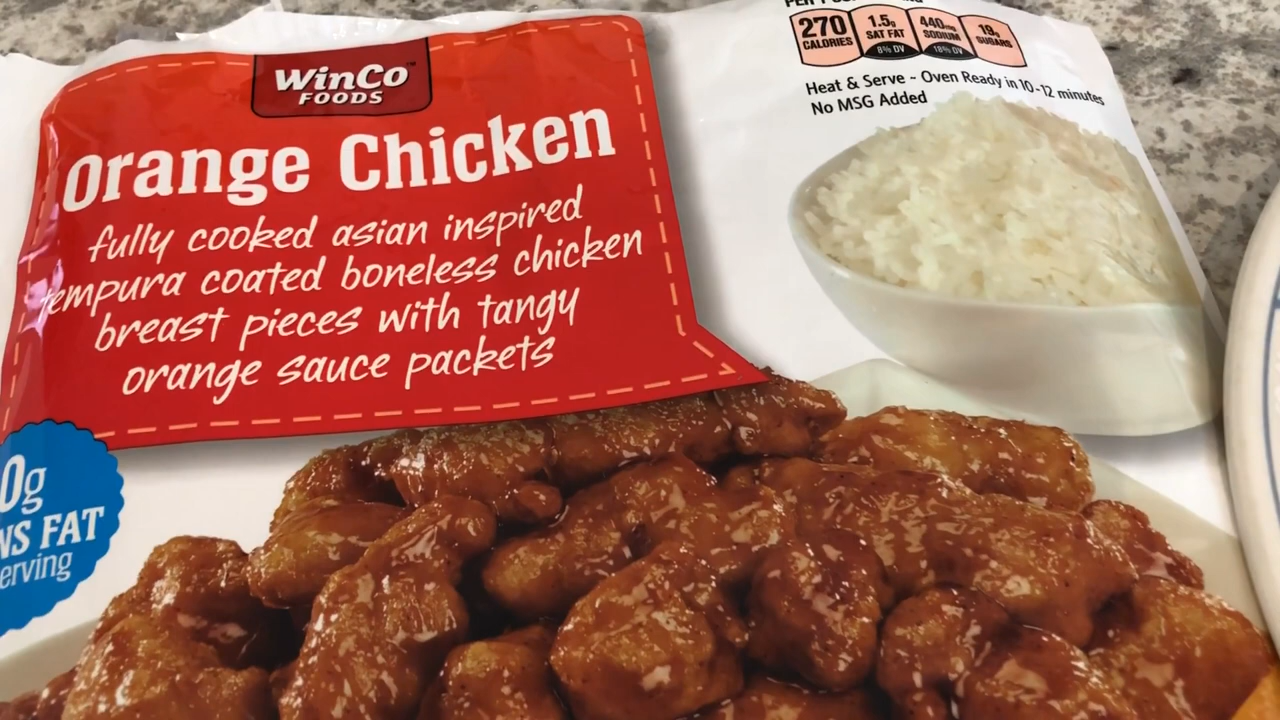 WinCo™
FOODS
Orange Chicken
fully cooked asian inspired
tempura coated boneless chicken
breast pieces with tangy
orange sauce packets
270
CALORIES
1.5g
SAT FAT
8% DV
440mg
SODIUM
18% DV
19g
SUGARS
Heat & Serve ~ Oven Ready in 10-12 minutes
No MSG Added
0g
FAT